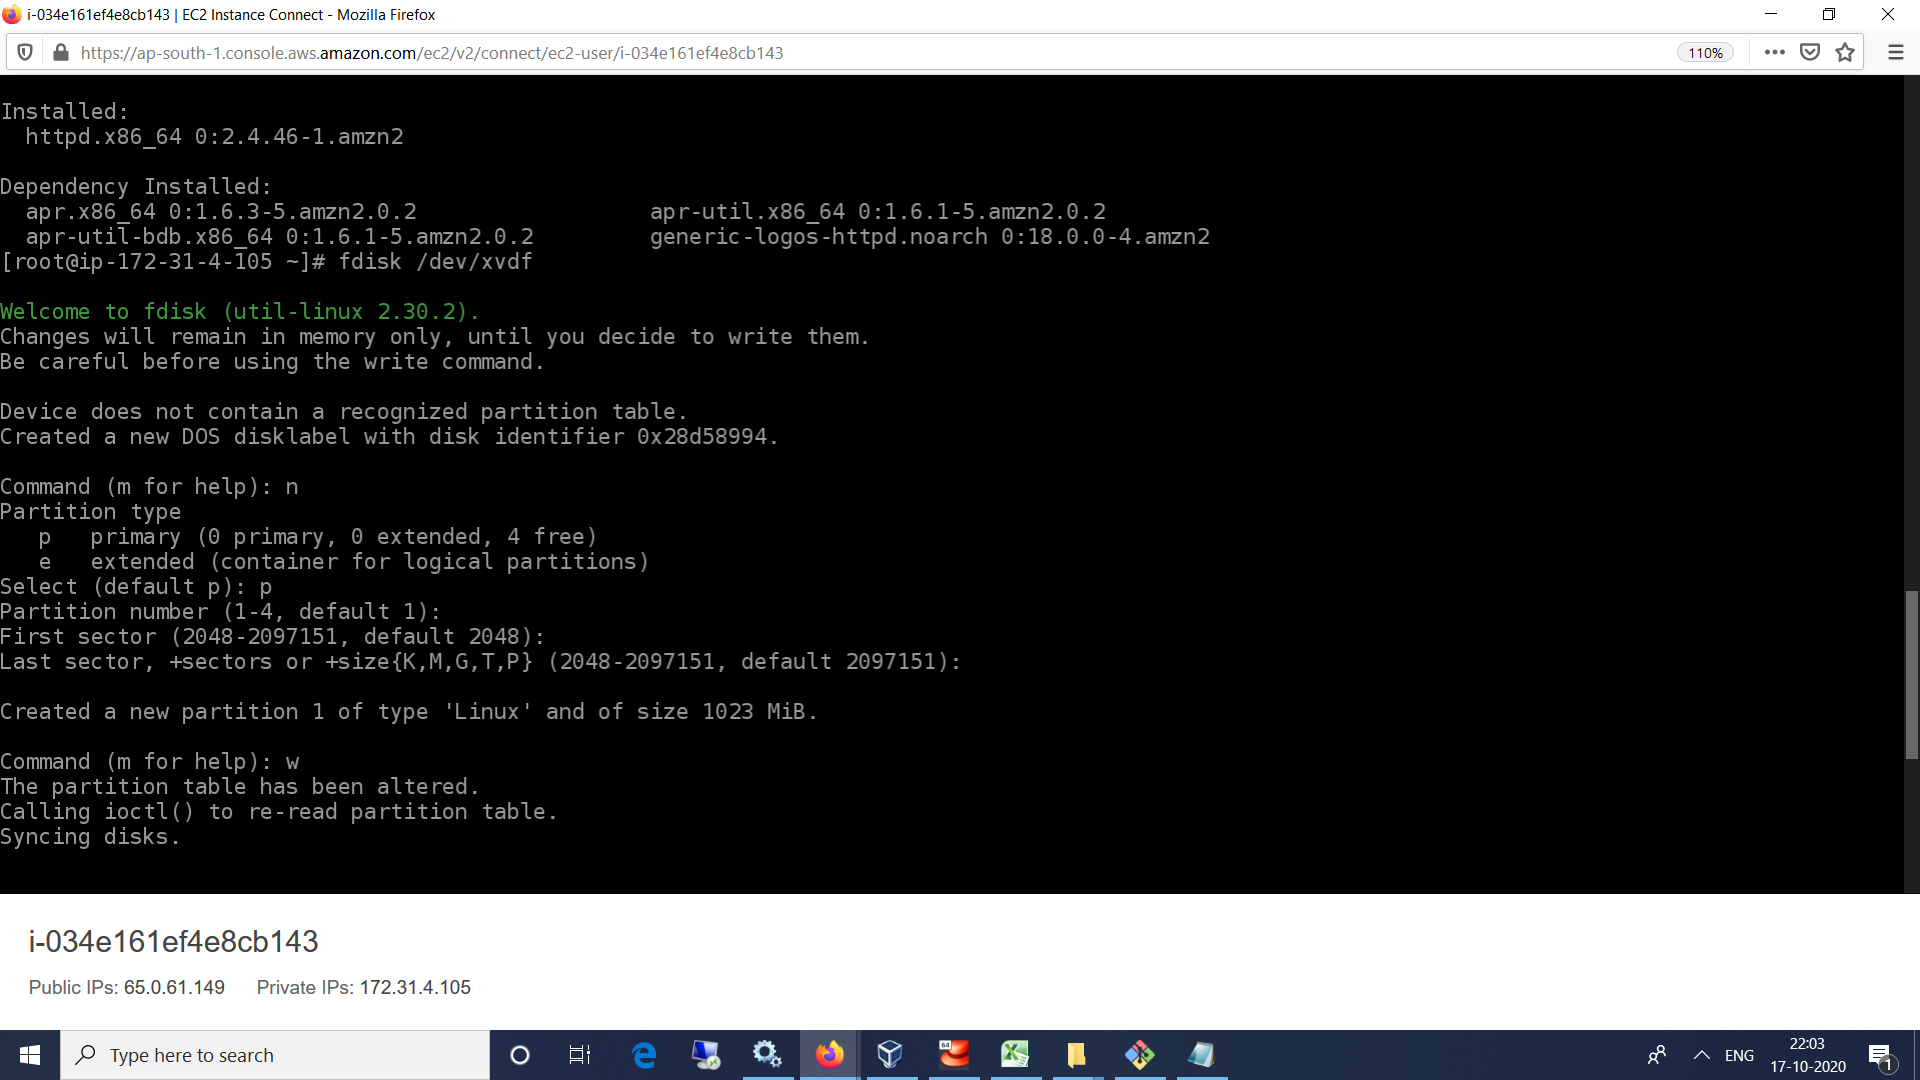 i-034e161ef4e8cb143 | EC2 Instance Connect - Mozilla Firefox
https://ap-south-1.console.aws.amazon.com/ec2/v2/connect/ec2-user/i-034e161ef4e8cb143
110%
Installed:
  httpd.x86_64 0:2.4.46-1.amzn2
Dependency Installed:
  apr.x86_64 0:1.6.3-5.amzn2.0.2                  apr-util.x86_64 0:1.6.1-5.amzn2.0.2
  apr-util-bdb.x86_64 0:1.6.1-5.amzn2.0.2         generic-logos-httpd.noarch 0:18.0.0-4.amzn2
[root@ip-172-31-4-105 ~]# fdisk /dev/xvdf
Welcome to fdisk (util-linux 2.30.2).
Changes will remain in memory only, until you decide to write them.
Be careful before using the write command.
Device does not contain a recognized partition table.
Created a new DOS disklabel with disk identifier 0x28d58994.
Command (m for help): n
Partition type
   p   primary (0 primary, 0 extended, 4 free)
   e   extended (container for logical partitions)
Select (default p): p
Partition number (1-4, default 1):
First sector (2048-2097151, default 2048):
Last sector, +sectors or +size{K,M,G,T,P} (2048-2097151, default 2097151):
Created a new partition 1 of type 'Linux' and of size 1023 MiB.
Command (m for help): w
The partition table has been altered.
Calling ioctl() to re-read partition table.
Syncing disks.
i-034e161ef4e8cb143
Public IPs: 65.0.61.149 Private IPs: 172.31.4.105
Type here to search
64
ENG
22:03
17-10-2020
1